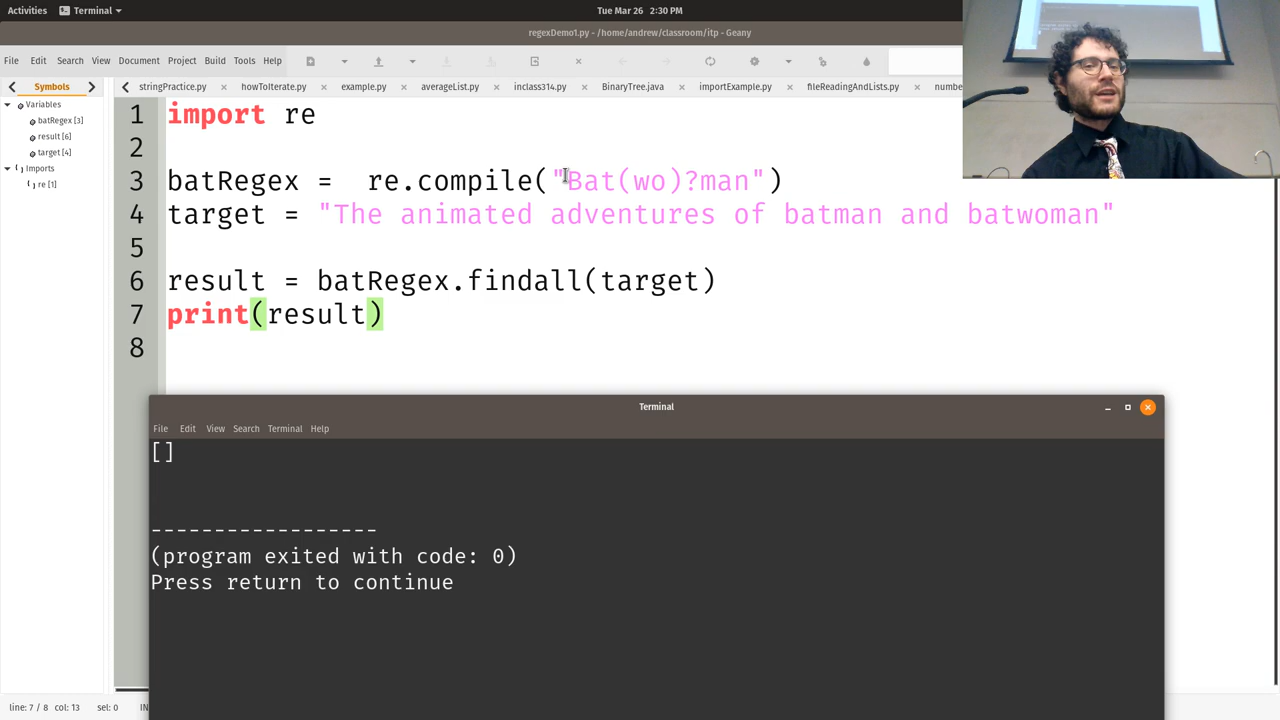 Activities Terminal Tue Mar 26 2:30 PM
regexDemo1.py - /home/andrew/classroom/itp - Geany
File Edit Search View Document Project Build Tools Help
Symbols stringPractice.py howToIterate.py example.py averageList.py inclass314.py BinaryTree.java importExample.py fileReadingAndLists.py numbe
Variables
batRegex [3]
result [6]
target [4]
Imports
re [1]
1 import re
2
3 batRegex = re.compile("Bat(wo)?man")
4 target = "The animated adventures of batman and batwoman"
5
6 result = batRegex.findall(target)
7 print(result)
8
Terminal
File Edit View Search Terminal Help
[]
------------------
(program exited with code: 0)
Press return to continue
line: 7 / 8 col: 13 sel: 0 IN